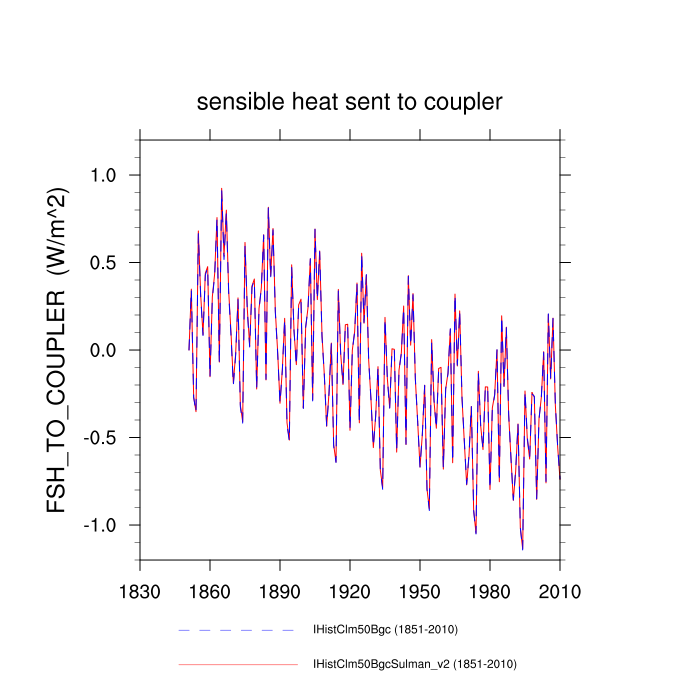 sensible heat sent to coupler
FSH_TO_COUPLER (W/m^2)
1.0
0.5
0.0
-0.5
-1.0
1830 1860 1890 1920 1950 1980 2010
IHistClm50Bgc (1851-2010)
IHistClm50BgcSulman_v2 (1851-2010)